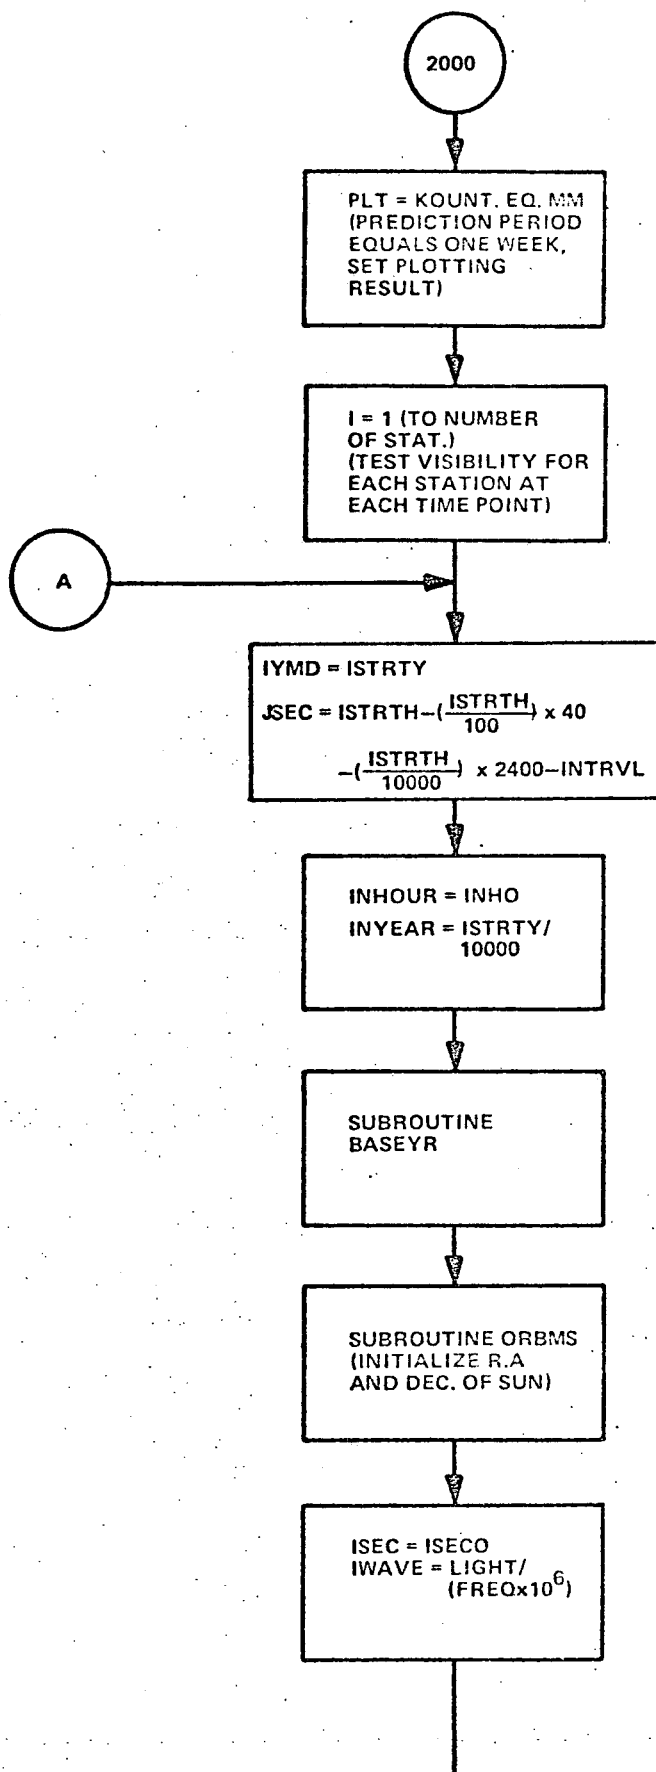 2000
PLT = KOUNT. EQ. MM
(PREDICTION PERIOD
EQUALS ONE WEEK,
SET PLOTTING
RESULT)
I = 1 (TO NUMBER
OF STAT.)
(TEST VISIBILITY FOR
EACH STATION AT
EACH TIME POINT)
A
IYMD = ISTRTY
JSEC = ISTRTH–(ISTRTH/100) x 40
–(ISTRTH/10000) x 2400–INTRVL
INHOUR = INHO
INYEAR = ISTRTY/
10000
SUBROUTINE
BASEYR
SUBROUTINE ORBMS
(INITIALIZE R.A
AND DEC. OF SUN)
ISEC = ISECO
IWAVE = LIGHT/
(FREQx10^6)